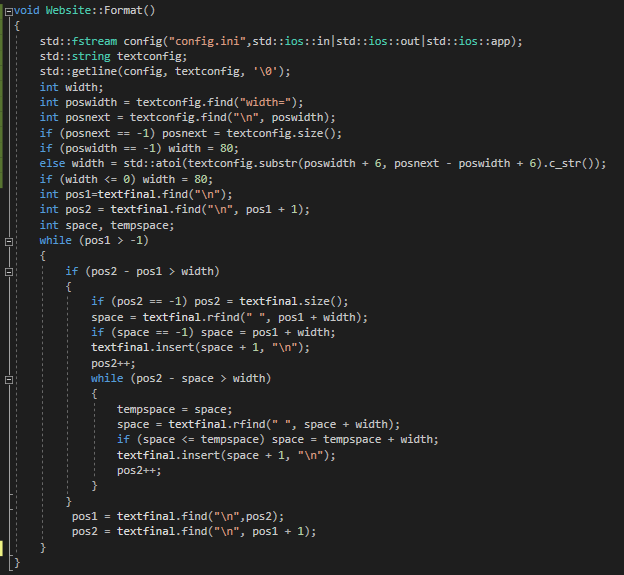 void Website::Format()
{
    std::fstream config("config.ini",std::ios::in|std::ios::out|std::ios::app);
    std::string textconfig;
    std::getline(config, textconfig, '\0');
    int width;
    int poswidth = textconfig.find("width=");
    int posnext = textconfig.find("\n", poswidth);
    if (posnext == -1) posnext = textconfig.size();
    if (poswidth == -1) width = 80;
    else width = std::atoi(textconfig.substr(poswidth + 6, posnext - poswidth + 6).c_str());
    if (width <= 0) width = 80;
    int pos1=textfinal.find("\n");
    int pos2 = textfinal.find("\n", pos1 + 1);
    int space, tempspace;
    while (pos1 > -1)
    {
        if (pos2 - pos1 > width)
        {
            if (pos2 == -1) pos2 = textfinal.size();
            space = textfinal.rfind(" ", pos1 + width);
            if (space == -1) space = pos1 + width;
            textfinal.insert(space + 1, "\n");
            pos2++;
            while (pos2 - space > width)
            {
                tempspace = space;
                space = textfinal.rfind(" ", space + width);
                if (space <= tempspace) space = tempspace + width;
                textfinal.insert(space + 1, "\n");
                pos2++;
            }
        }
         pos1 = textfinal.find("\n",pos2);
         pos2 = textfinal.find("\n", pos1 + 1);
    }
}